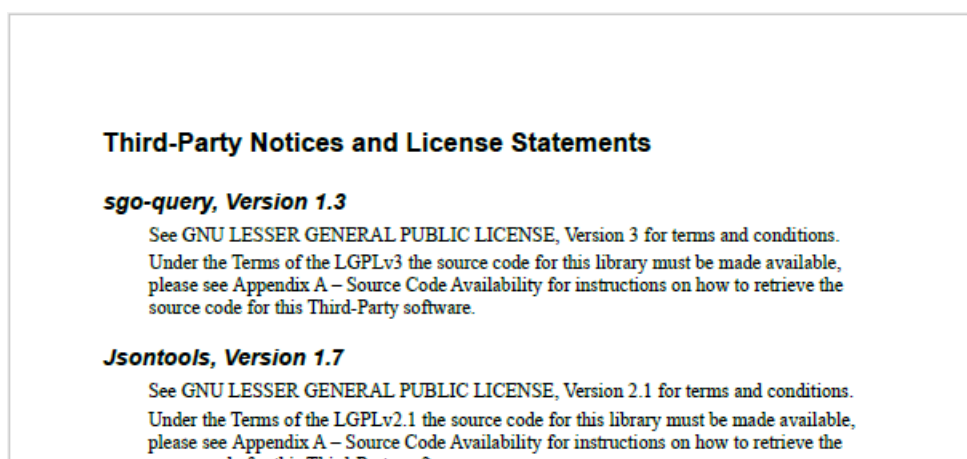 Third-Party Notices and License Statements
sgo-query, Version 1.3
See GNU LESSER GENERAL PUBLIC LICENSE, Version 3 for terms and conditions.
Under the Terms of the LGPLv3 the source code for this library must be made available,
please see Appendix A – Source Code Availability for instructions on how to retrieve the
source code for this Third-Party software.
Jsontools, Version 1.7
See GNU LESSER GENERAL PUBLIC LICENSE, Version 2.1 for terms and conditions.
Under the Terms of the LGPLv2.1 the source code for this library must be made available,
please see Appendix A – Source Code Availability for instructions on how to retrieve the